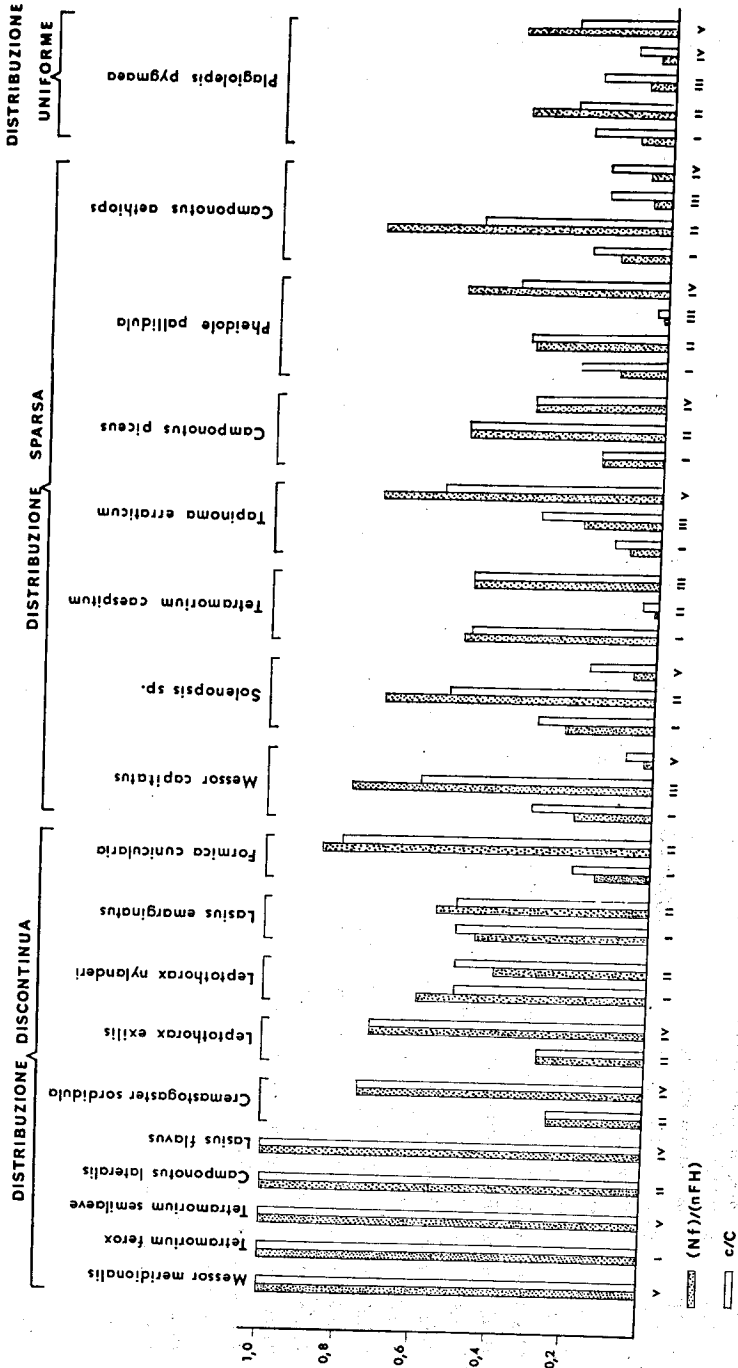 DISTRIBUZIONE DISCONTINUA
DISTRIBUZIONE SPARSA
DISTRIBUZIONE
UNIFORME
Messor meridionalis
Tetramorium ferox
Tetramorium semilaeve
Camponotus lateralis
Lasius flavus
Cremastogaster sordidula
Leptothorax exilis
Leptothorax nylanderi
Lasius emarginatus
Formica cunicularia
Messor capitatus
Solenopsis sp.
Tetramorium caespitum
Tapinoma erraticum
Camponotus piceus
Pheidole pallidula
Camponotus aethiops
Plagiolepis pygmaea
1,0
0,8
0,6
0,4
0,2
V I V II IV II IV II IV I II I II I II I III V I II V I II III I III V I II IV I II III IV I II III IV I II III IV V
(Nf)/(nFH)
c/C